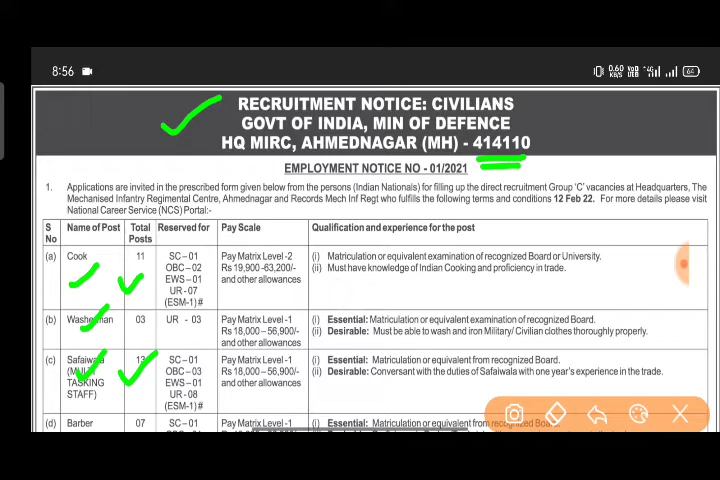 8:56
0.60 KB/S
4G
64
RECRUITMENT NOTICE: CIVILIANS
GOVT OF INDIA, MIN OF DEFENCE
HQ MIRC, AHMEDNAGAR (MH) - 414110
EMPLOYMENT NOTICE NO - 01/2021
1. Applications are invited in the prescribed form given below from the persons (Indian Nationals) for filling up the direct recruitment Group 'C' vacancies at Headquarters, The
Mechanised Infantry Regimental Centre, Ahmednagar and Records Mech Inf Regt who fulfills the following terms and conditions 12 Feb 22. For more details please visit
National Career Service (NCS) Portal:-
S No Name of Post Total Posts Reserved for Pay Scale Qualification and experience for the post
(a) Cook 11 SC – 01 Pay Matrix Level -2 (i) Matriculation or equivalent examination of recognized Board or University.
OBC – 02 Rs 19,900 -63,200/- (ii) Must have knowledge of Indian Cooking and proficiency in trade.
EWS – 01 and other allowances
UR - 07
(ESM-1) #
(b) Washerman 03 UR - 03 Pay Matrix Level -1 (i) Essential: Matriculation or equivalent examination of recognized Board.
Rs 18,000 – 56,900/- (ii) Desirable: Must be able to wash and iron Military/ Civilian clothes thoroughly properly.
and other allowances
(c) Safaiwala 13 SC – 01 Pay Matrix Level -1 (i) Essential: Matriculation or equivalent from recognized Board.
(MULTI OBC – 03 Rs 18,000 – 56,900/- (ii) Desirable: Conversant with the duties of Safaiwala with one year's experience in the trade.
TASKING EWS – 01 and other allowances
STAFF) UR - 08
(ESM-1) #
(d) Barber 07 SC – 01 Pay Matrix Level -1 (i) Essential: Matriculation or equivalent from recognized Board.